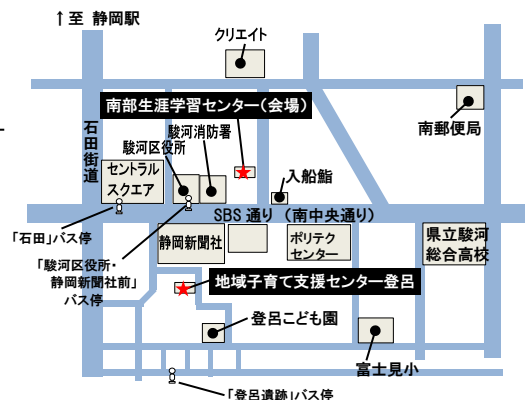 ↑至 静岡駅
クリエイト
南部生涯学習センター（会場）
石田街道
駿河消防署
駿河区役所
南郵便局
セントラル
スクエア
入船鮨
SBS通り （南中央通り）
「石田」バス停
静岡新聞社
ポリテク
センター
県立駿河
総合高校
「駿河区役所・
静岡新聞社前」
バス停
地域子育て支援センター登呂
登呂こども園
富士見小
「登呂遺跡」バス停